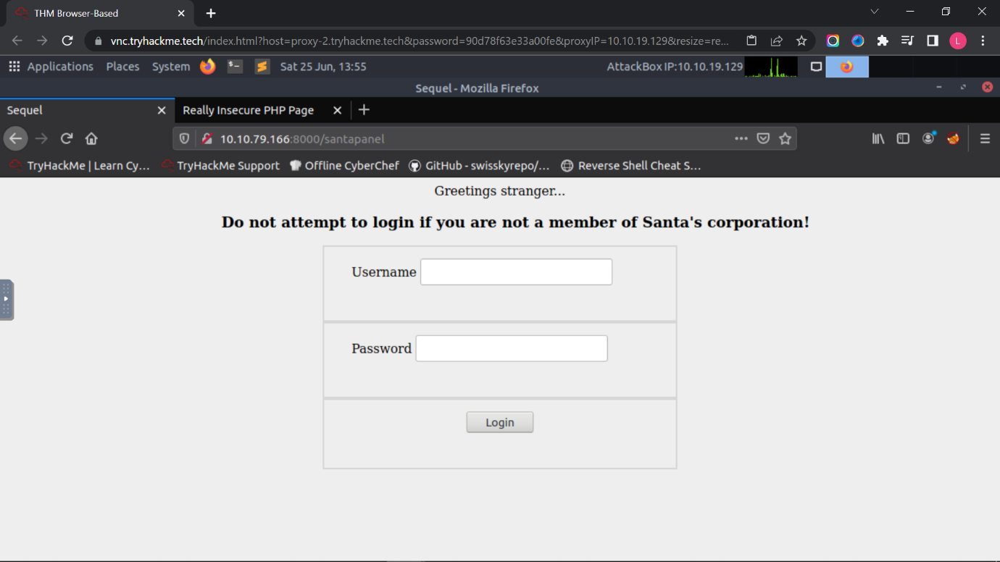 THM Browser-Based
vnc.tryhackme.tech/index.html?host=proxy-2.tryhackme.tech&password=90d78f63e33a00fe&proxyIP=10.10.19.129&resize=re...
L
Applications Places System $- S Sat 25 Jun, 13:55 AttackBox IP:10.10.19.129
Sequel - Mozilla Firefox
Sequel Really Insecure PHP Page
10.10.79.166:8000/santapanel
TryHackMe | Learn Cy... TryHackMe Support Offline CyberChef GitHub - swisskyrepo/... Reverse Shell Cheat S...
Greetings stranger...
Do not attempt to login if you are not a member of Santa's corporation!
Username
Password
Login